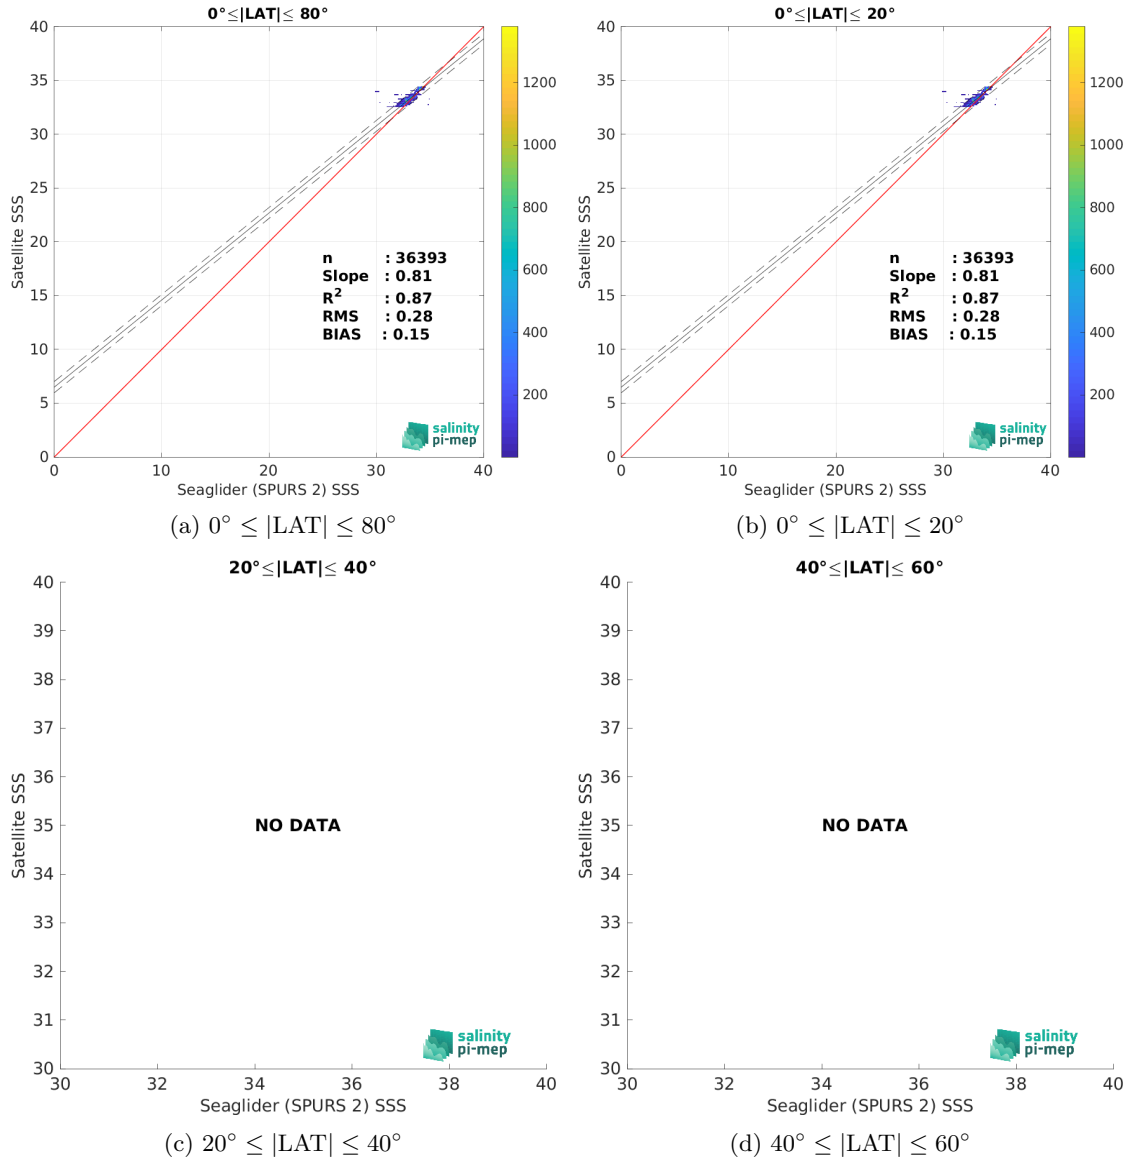 0°≤|LAT|≤ 80°
40
35
30
25
20
15
10
5
0
Satellite SSS
n : 36393
Slope : 0.81
R² : 0.87
RMS : 0.28
BIAS : 0.15
salinity
pi-mep
0 10 20 30 40
Seaglider (SPURS 2) SSS
1200
1000
800
600
400
200
(a) 0° ≤ |LAT| ≤ 80°
0°≤|LAT|≤ 20°
40
35
30
25
20
15
10
5
0
Satellite SSS
n : 36393
Slope : 0.81
R² : 0.87
RMS : 0.28
BIAS : 0.15
salinity
pi-mep
0 10 20 30 40
Seaglider (SPURS 2) SSS
1200
1000
800
600
400
200
(b) 0° ≤ |LAT| ≤ 20°
20°≤|LAT|≤ 40°
40
39
38
37
36
35
34
33
32
31
30
Satellite SSS
NO DATA
salinity
pi-mep
30 32 34 36 38 40
Seaglider (SPURS 2) SSS
(c) 20° ≤ |LAT| ≤ 40°
40°≤|LAT|≤ 60°
40
39
38
37
36
35
34
33
32
31
30
Satellite SSS
NO DATA
salinity
pi-mep
30 32 34 36 38 40
Seaglider (SPURS 2) SSS
(d) 40° ≤ |LAT| ≤ 60°